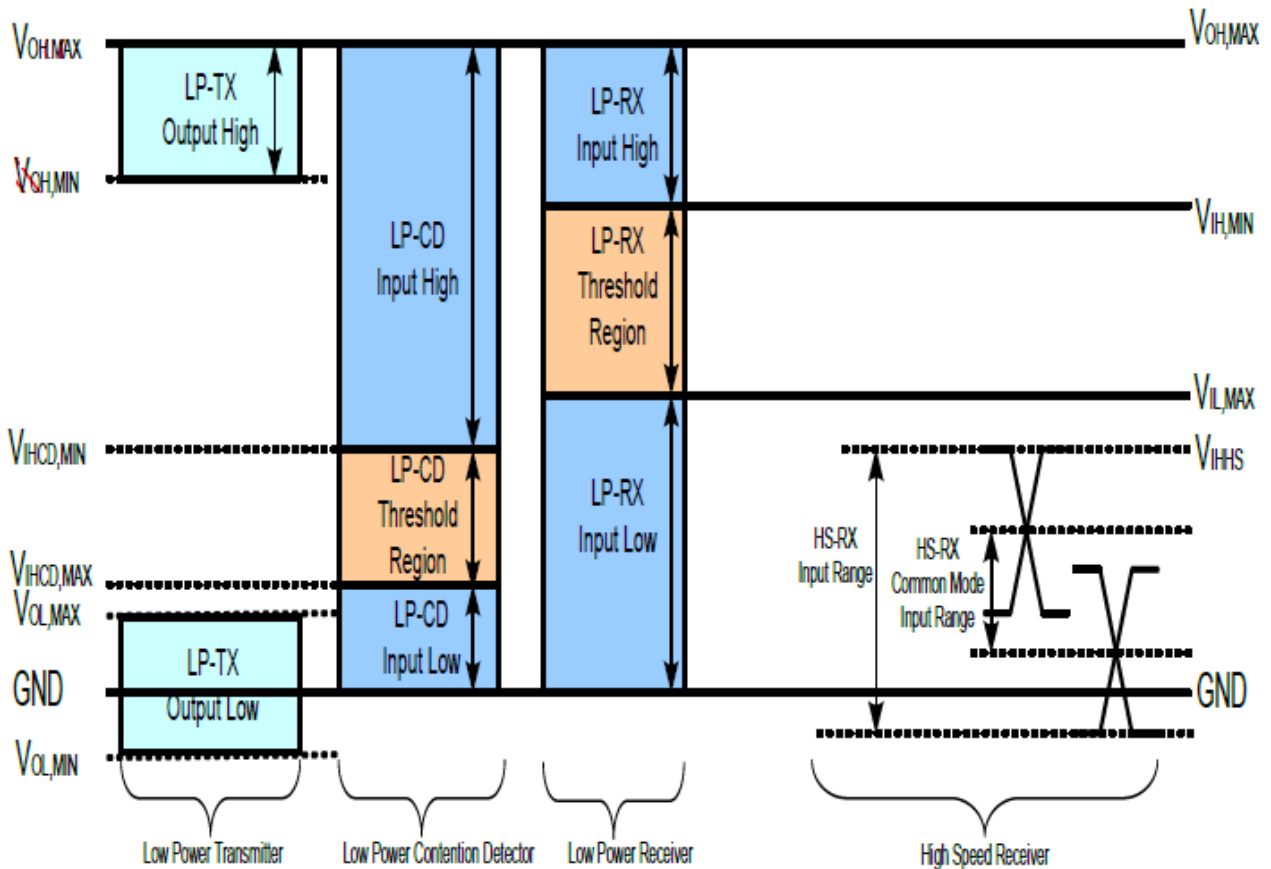 VOH,MAX
VOH,MAX
LP-TX
Output High
LP-RX
Input High
VOH,MIN
VIH,MIN
LP-CD
Input High
LP-RX
Threshold
Region
VIL,MAX
VIHCD,MIN
VIHHS
LP-CD
Threshold
Region
LP-RX
Input Low
HS-RX
Input Range
HS-RX
Common Mode
Input Range
VIHCD,MAX
VOL,MAX
LP-CD
Input Low
LP-TX
Output Low
GND
GND
VOL,MIN
Low Power Transmitter
Low Power Contention Detector
Low Power Receiver
High Speed Receiver